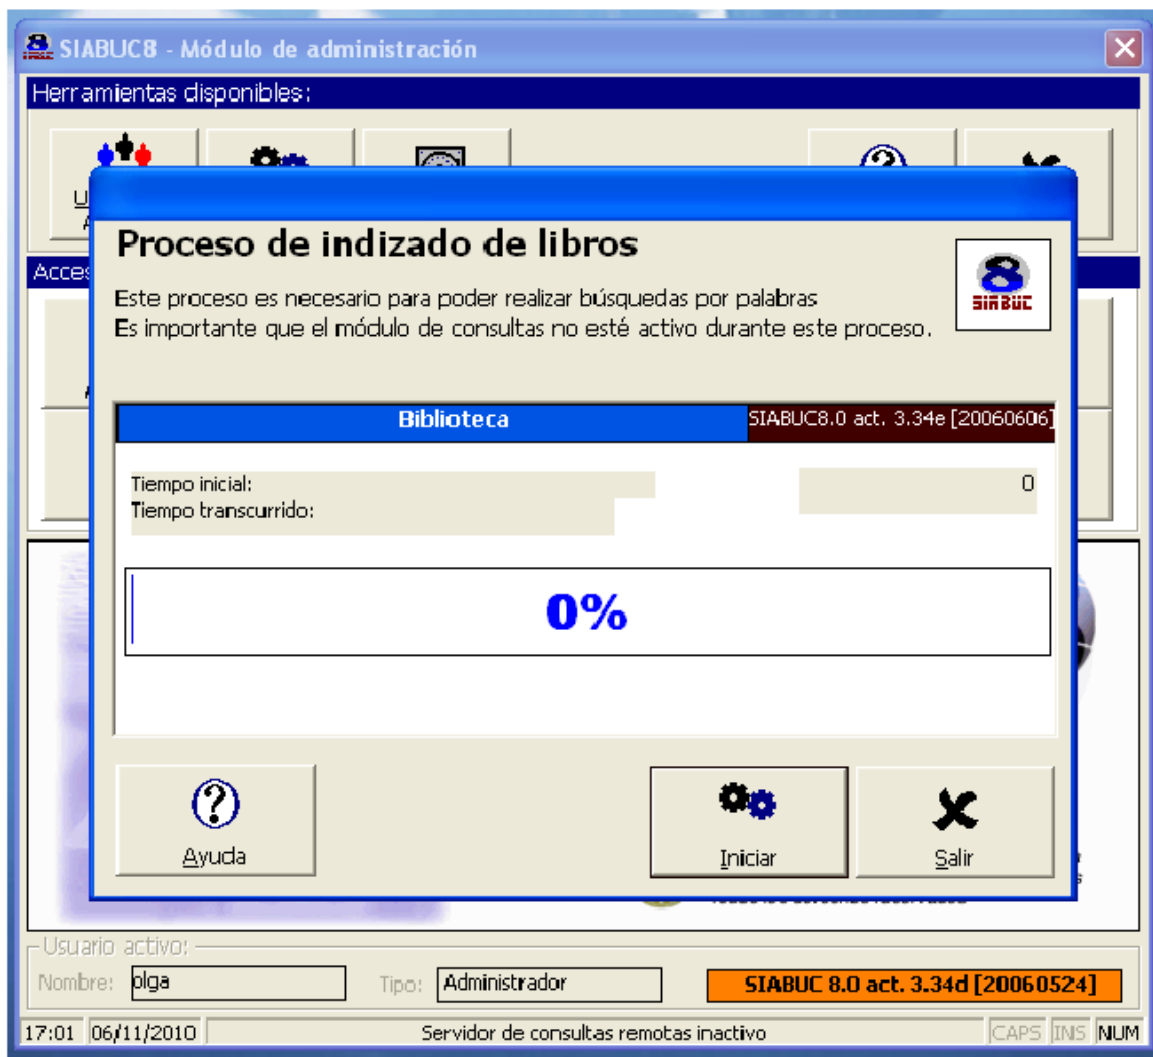 SIABUC8 - Módulo de administración
Herramientas disponibles:
Proceso de indizado de libros
SIABUC
Este proceso es necesario para poder realizar búsquedas por palabras
Es importante que el módulo de consultas no esté activo durante este proceso.
Biblioteca
SIABUC8.0 act. 3.34e [20060606]
Tiempo inicial:
0
Tiempo transcurrido:
0%
Ayuda
Iniciar
Salir
Usuario activo:
Nombre: olga
Tipo: Administrador
SIABUC 8.0 act. 3.34d [20060524]
17:01 06/11/2010 Servidor de consultas remotas inactivo CAPS INS NUM